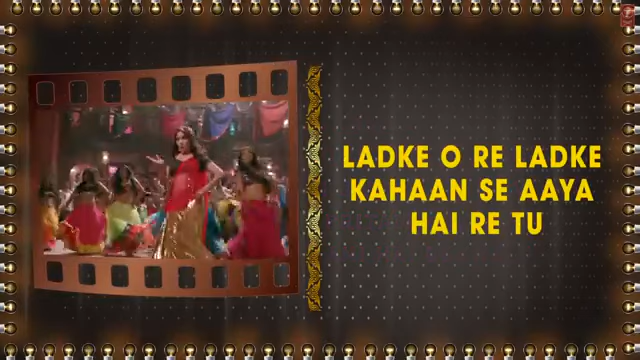 LADKE O RE LADKE
KAHAAN SE AAYA
HAI RE TU